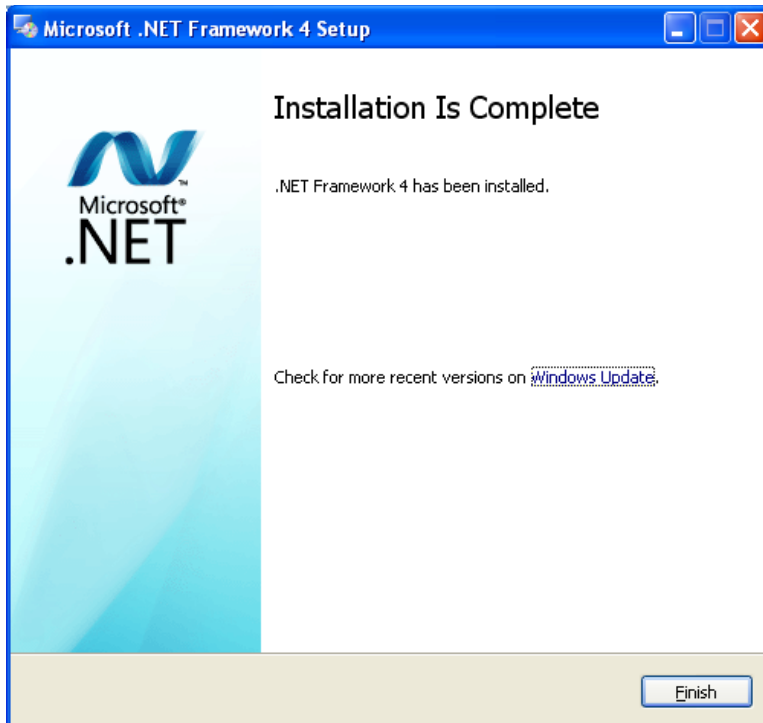 Microsoft .NET Framework 4 Setup
Installation Is Complete
.NET Framework 4 has been installed.
Microsoft®
.NET
Check for more recent versions on Windows Update.
Finish